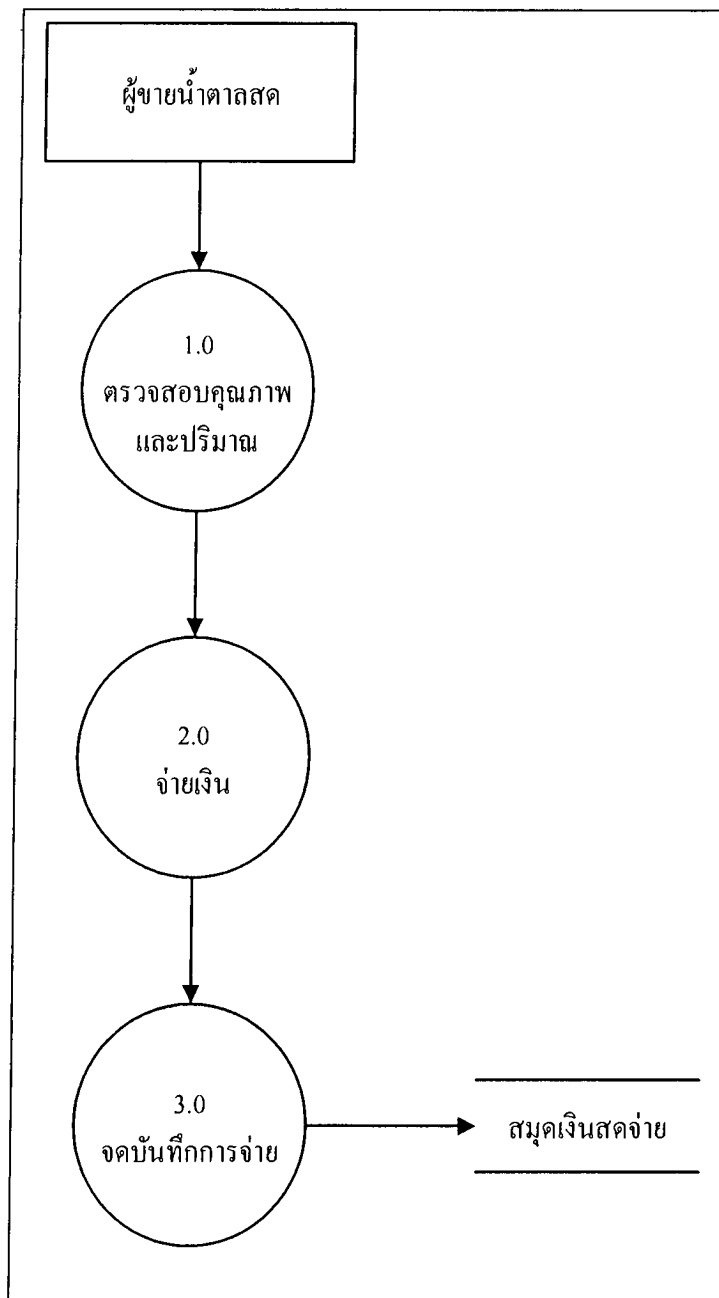 ผู้ขายน้ำตาลสด
1.0
ตรวจสอบคุณภาพ
และปริมาณ
2.0
จ่ายเงิน
3.0
จดบันทึกการจ่าย
สมุดเงินสดจ่าย